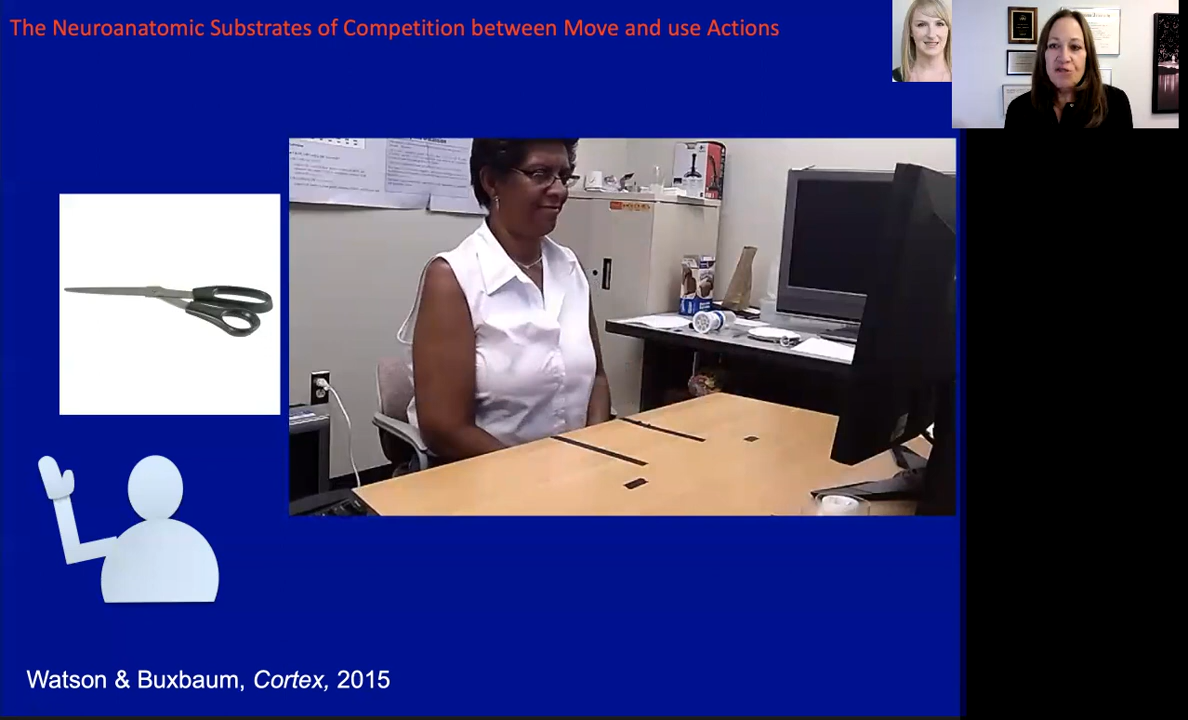 The Neuroanatomic Substrates of Competition between Move and use Actions
Watson & Buxbaum, Cortex, 2015